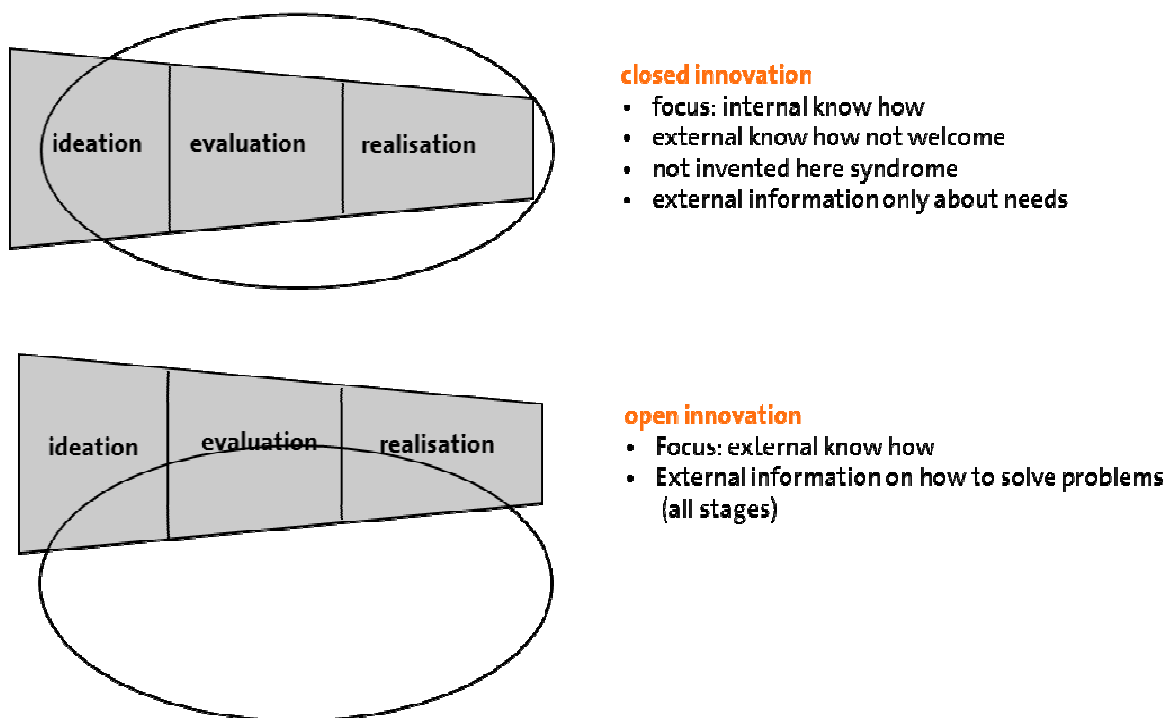 ideation evaluation realisation
closed innovation
• focus: internal know how
• external know how not welcome
• not invented here syndrome
• external information only about needs
ideation evaluation realisation
open innovation
• Focus: external know how
• External information on how to solve problems
(all stages)